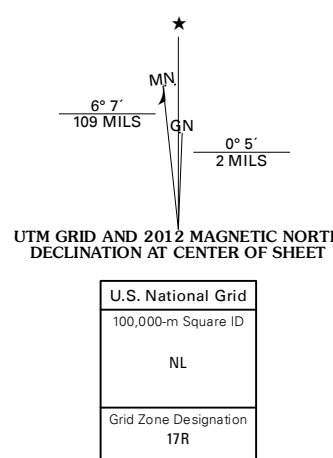 MN.
GN
6° 7´
109 MILS
0° 5´
2 MILS
UTM GRID AND 2012 MAGNETIC NORTH
DECLINATION AT CENTER OF SHEET
U.S. National Grid
100,000-m Square ID
NL
Grid Zone Designation
17R